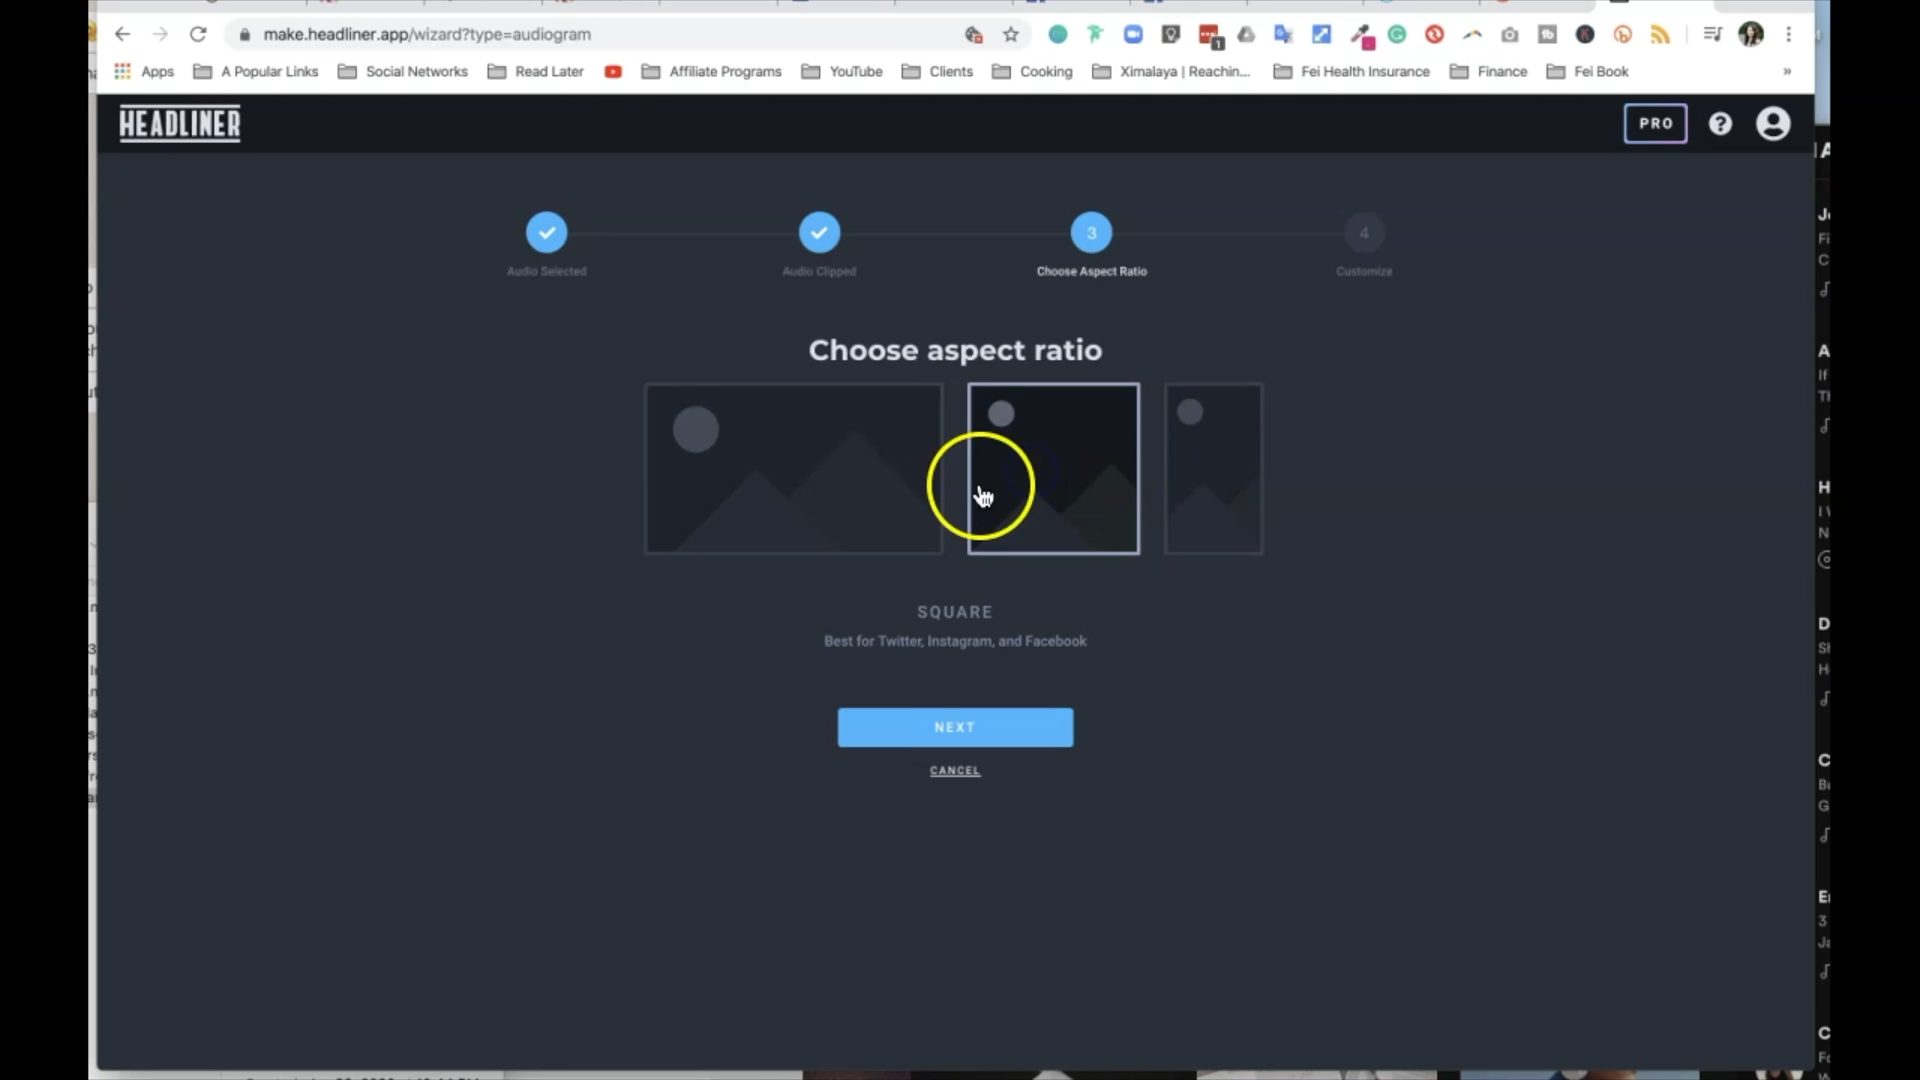 make.headliner.app/wizard?type=audiogram
1
Apps A Popular Links Social Networks Read Later Affiliate Programs YouTube Clients Cooking Ximalaya | Reachin... Fei Health Insurance Finance Fei Book »
HEADLINER
PRO ?
3 4
Audio Selected Audio Clipped Choose Aspect Ratio Customize
Choose aspect ratio
SQUARE
Best for Twitter, Instagram, and Facebook
NEXT
CANCEL